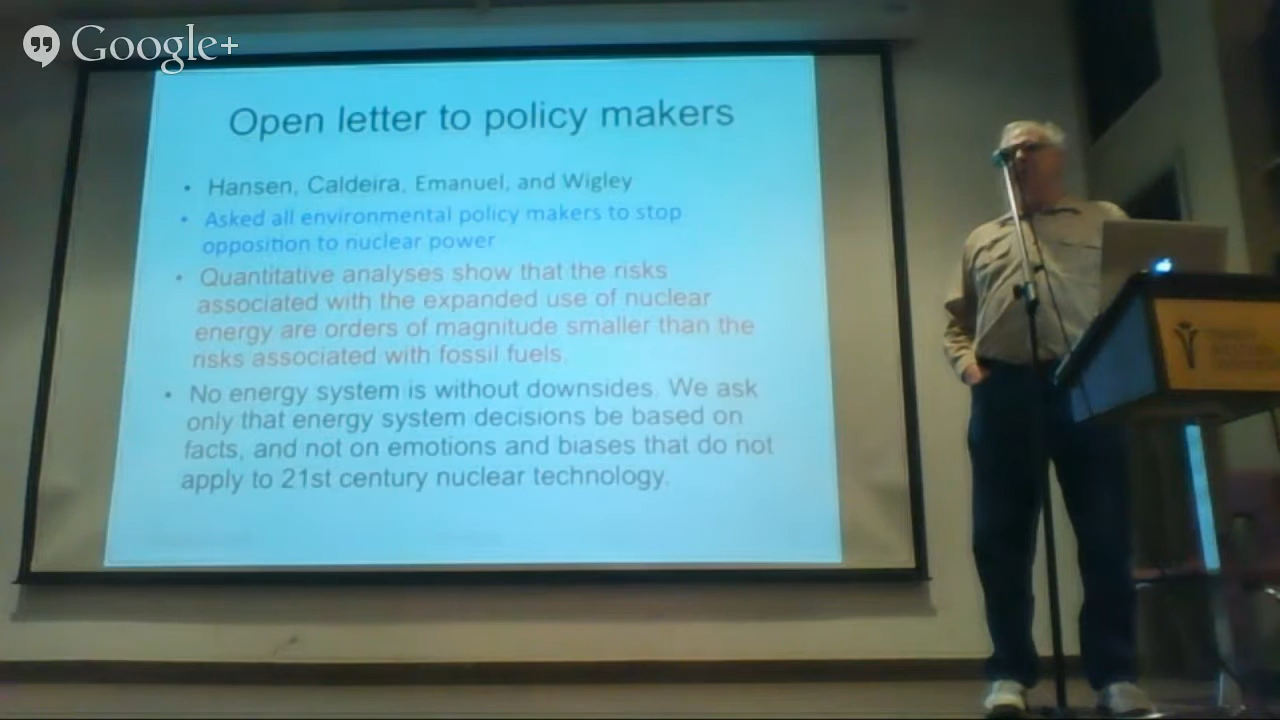 Google+
Open letter to policy makers
• Hansen, Caldeira, Emanuel, and Wigley
• Asked all environmental policy makers to stop
opposition to nuclear power
• Quantitative analyses show that the risks
associated with the expanded use of nuclear
energy are orders of magnitude smaller than the
risks associated with fossil fuels.
• No energy system is without downsides. We ask
only that energy system decisions be based on
facts, and not on emotions and biases that do not
apply to 21st century nuclear technology.